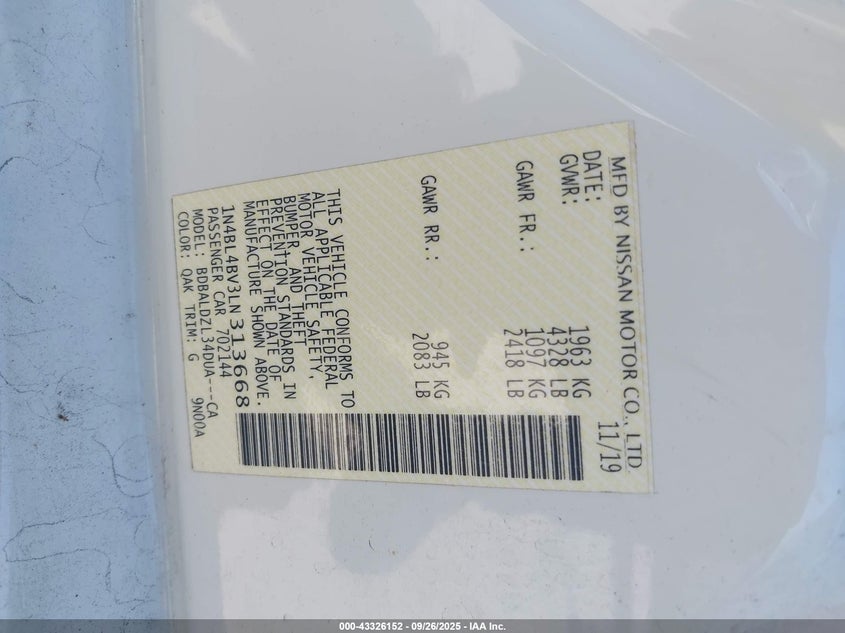 MFD BY NISSAN MOTOR CO., LTD.
DATE: 11/19
GVWR: 1963 KG
4328 LB
GAWR FR.: 1097 KG
2418 LB
GAWR RR.: 945 KG
2083 LB
THIS VEHICLE CONFORMS TO
ALL APPLICABLE FEDERAL
MOTOR VEHICLE SAFETY,
BUMPER, AND THEFT
PREVENTION STANDARDS IN
EFFECT ON THE DATE OF
MANUFACTURE SHOWN ABOVE.
1N4BL4BV3LN313668
PASSENGER CAR 702144
MODEL: BDBALDZL34DUA---CA
COLOR: QAK TRIM: G 9N00A
000-43326152 - 09/26/2025 - IAA Inc.